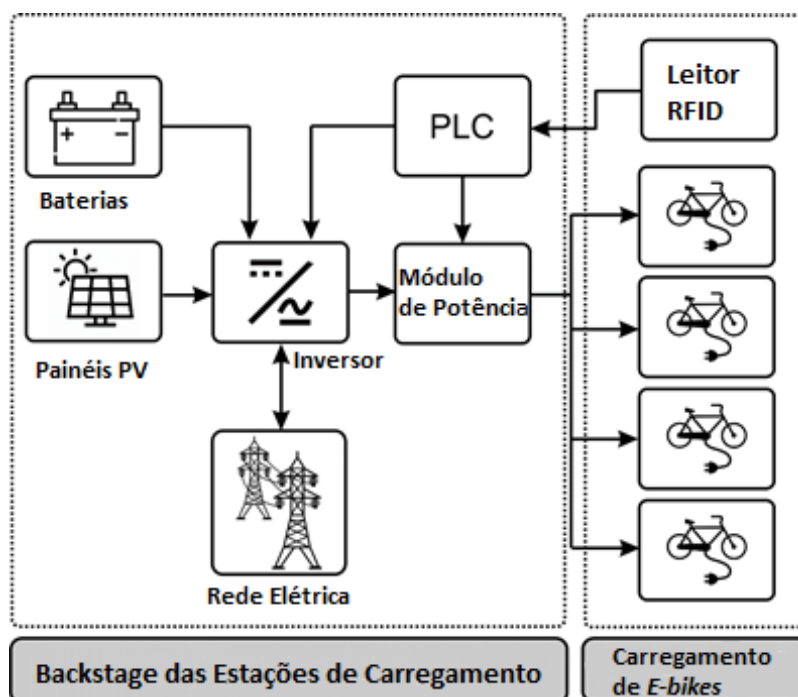 Leitor
RFID
PLC
Baterias
Módulo
de Potência
Painéis PV
Inversor
Rede Elétrica
Backstage das Estações de Carregamento
Carregamento
de E-bikes